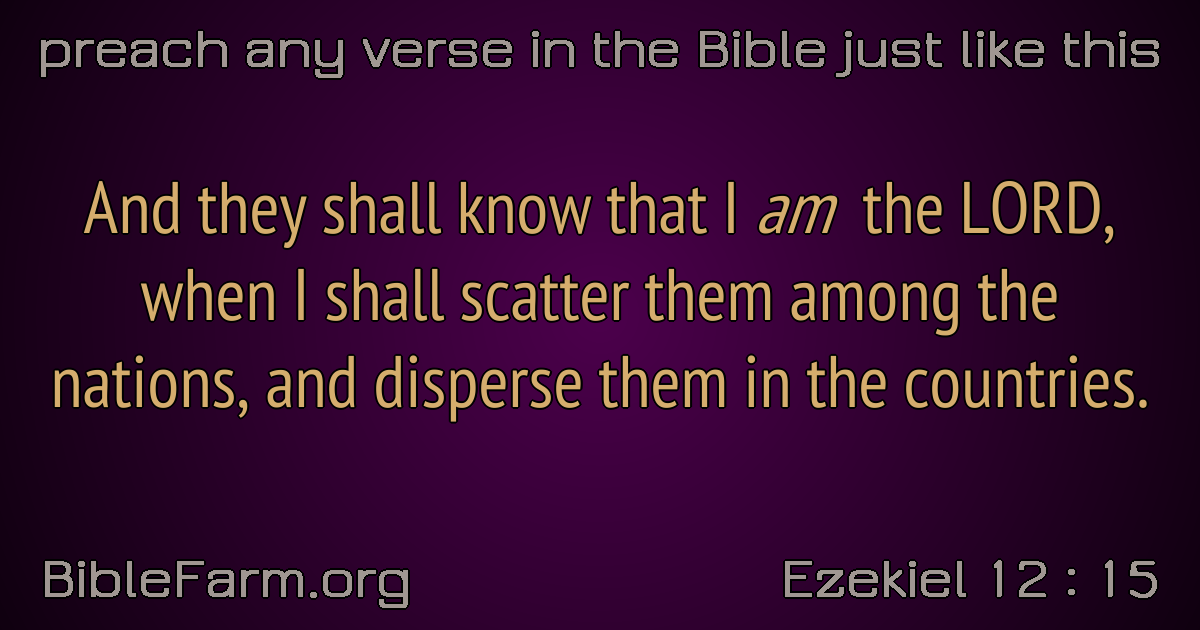 preach any verse in the Bible just like this
And they shall know that I am the LORD,
when I shall scatter them among the
nations, and disperse them in the countries.
BibleFarm.org
Ezekiel 12 : 15